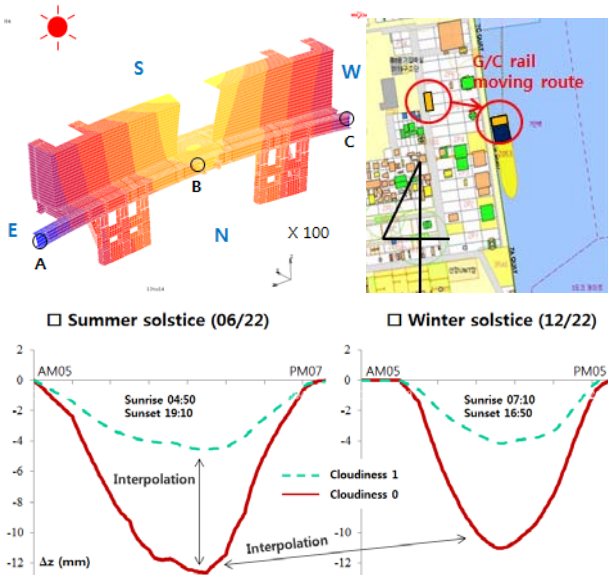 S
W
C
B
E
N
X 100
A
G/C rail
moving route
□ Summer solstice (06/22)
□ Winter solstice (12/22)
2
0
-2
-4
-6
-8
-10
-12
AM05
PM07
Sunrise 04:50
Sunset 19:10
Interpolation
Δz (mm)
Cloudiness 1
Cloudiness 0
Interpolation
2
0
-2
-4
-6
-8
-10
-12
AM05
PM05
Sunrise 07:10
Sunset 16:50